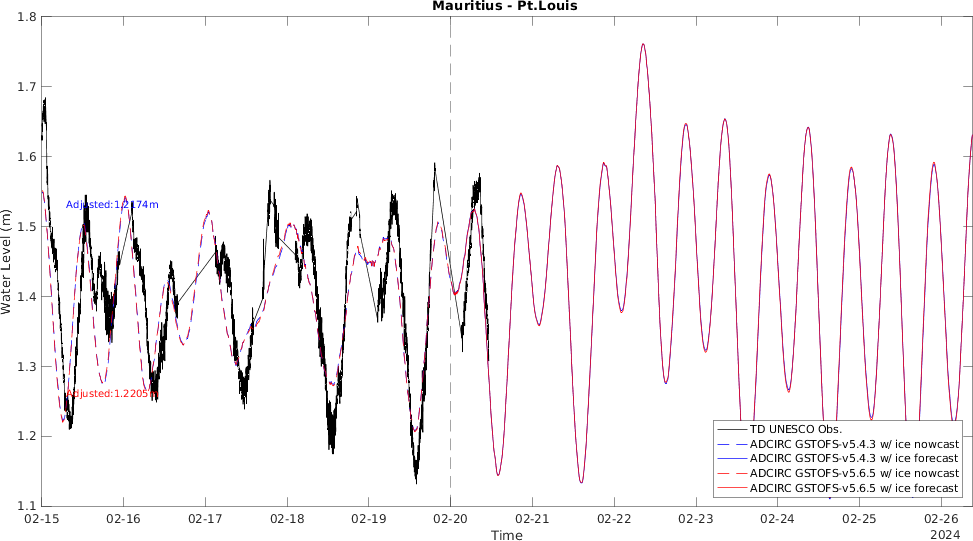 Mauritius - Pt.Louis
1.8
1.7
1.6
1.5
1.4
1.3
1.2
1.1
Water Level (m)
Adjusted:1.2174m
Adjusted:1.2205m
TD UNESCO Obs.
ADCIRC GSTOFS-v5.4.3 w/ ice nowcast
ADCIRC GSTOFS-v5.4.3 w/ ice forecast
ADCIRC GSTOFS-v5.6.5 w/ ice nowcast
ADCIRC GSTOFS-v5.6.5 w/ ice forecast
02-15 02-16 02-17 02-18 02-19 02-20 02-21 02-22 02-23 02-24 02-25 02-26
Time
2024